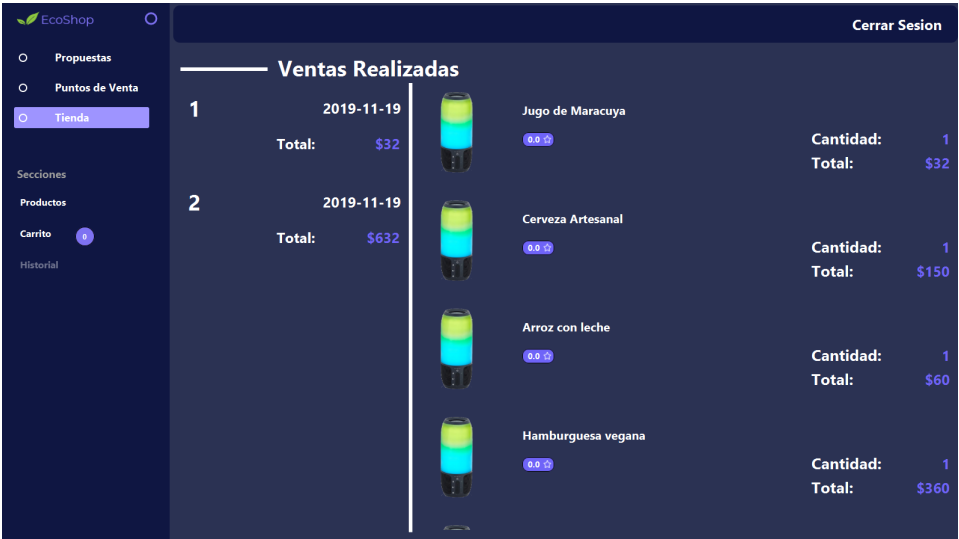 EcoShop
Cerrar Sesion
Propuestas
Puntos de Venta
Tienda
Secciones
Productos
Carrito 0
Historial
Ventas Realizadas
1 2019-11-19
Total: $32
2 2019-11-19
Total: $632
Jugo de Maracuya
0.0
Cantidad: 1
Total: $32
Cerveza Artesanal
0.0
Cantidad: 1
Total: $150
Arroz con leche
0.0
Cantidad: 1
Total: $60
Hamburguesa vegana
0.0
Cantidad: 1
Total: $360